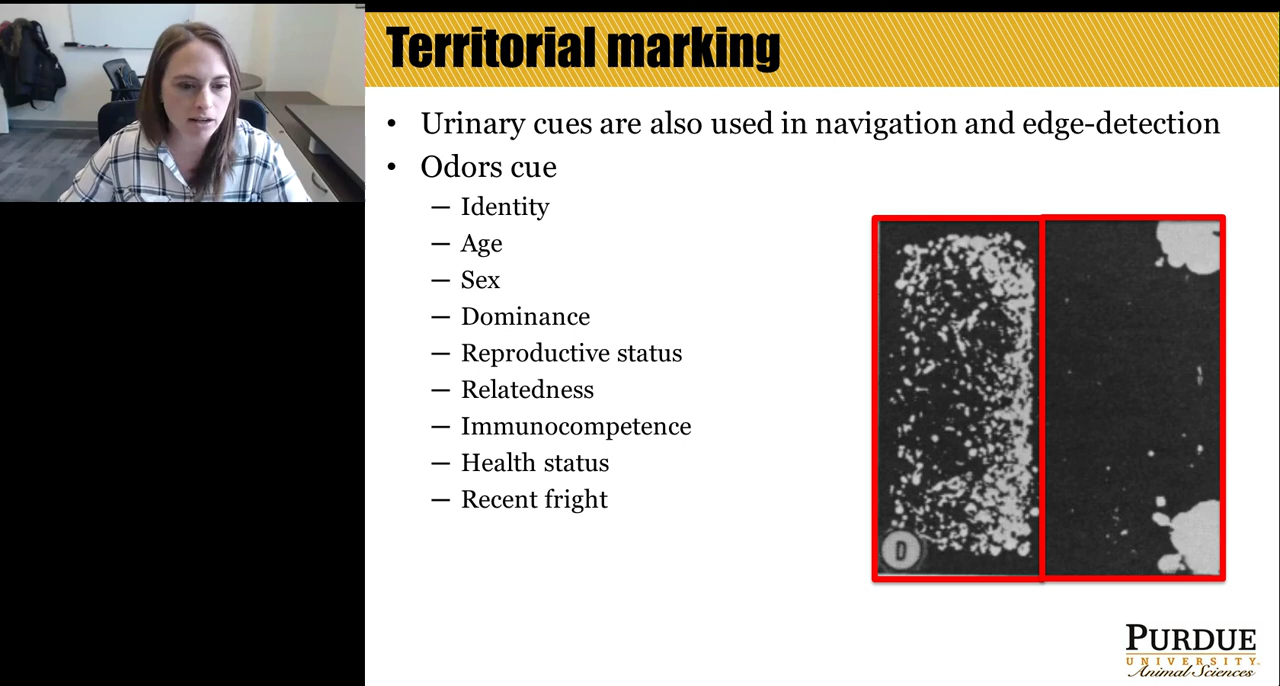 Territorial marking
• Urinary cues are also used in navigation and edge-detection
• Odors cue
— Identity
— Age
— Sex
— Dominance
— Reproductive status
— Relatedness
— Immunocompetence
— Health status
— Recent fright
D
PURDUE
UNIVERSITY
Animal Sciences